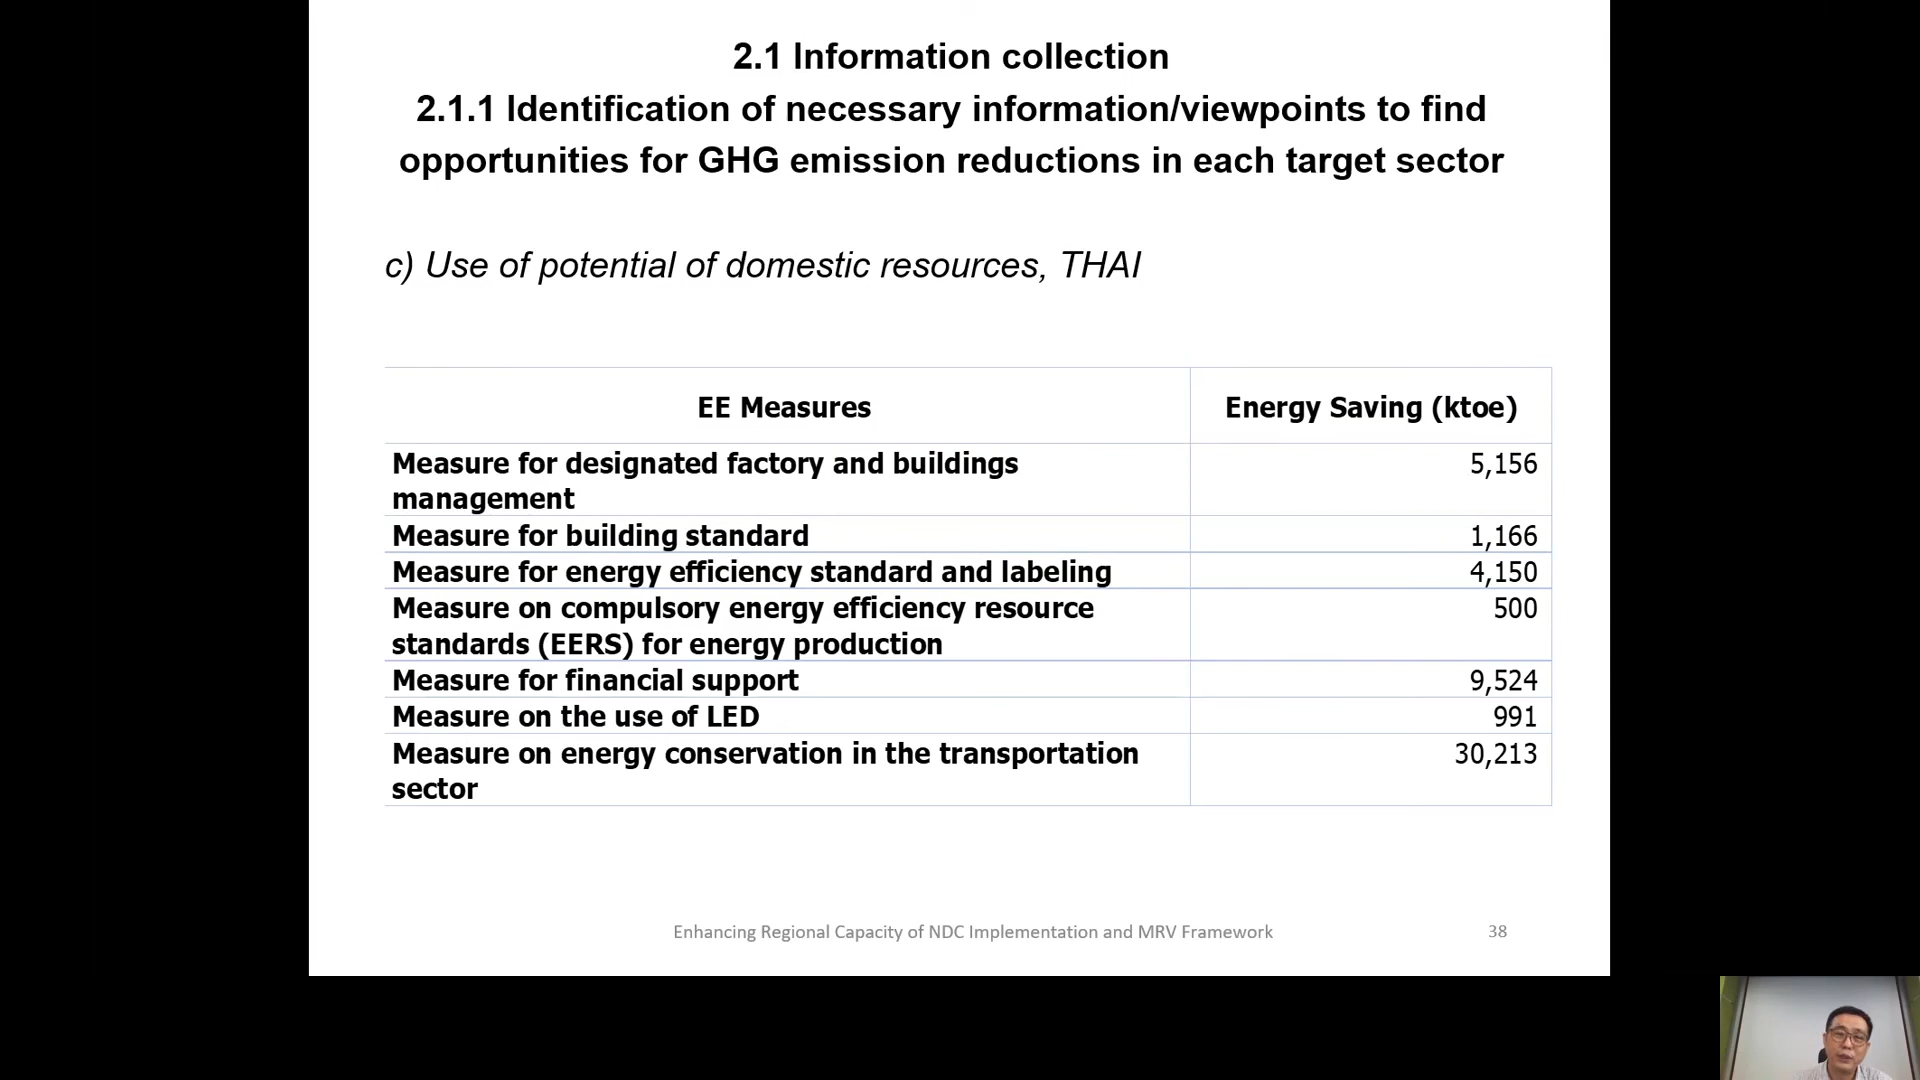 2.1 Information collection
2.1.1 Identification of necessary information/viewpoints to find
opportunities for GHG emission reductions in each target sector
c) Use of potential of domestic resources, THAI
EE Measures Energy Saving (ktoe)
Measure for designated factory and buildings 5,156
management
Measure for building standard 1,166
Measure for energy efficiency standard and labeling 4,150
Measure on compulsory energy efficiency resource 500
standards (EERS) for energy production
Measure for financial support 9,524
Measure on the use of LED 991
Measure on energy conservation in the transportation 30,213
sector
Enhancing Regional Capacity of NDC Implementation and MRV Framework 38